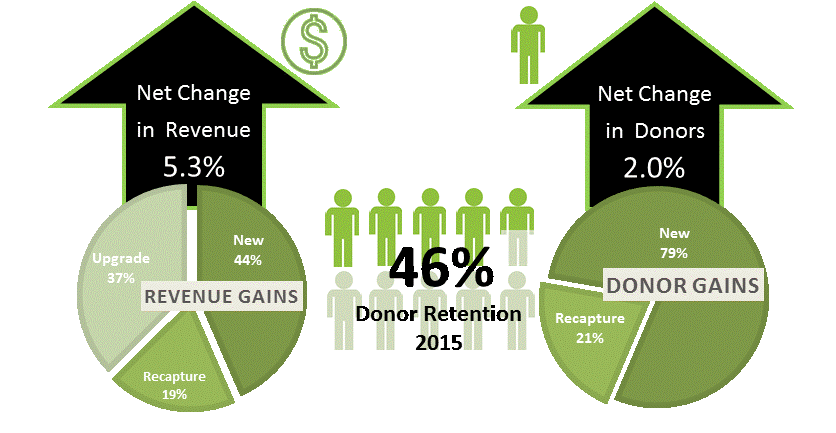 $
Net Change
in Revenue
5.3%
Upgrade
37%
New
44%
REVENUE GAINS
Recapture
19%
46%
Donor Retention
2015
Net Change
in Donors
2.0%
New
79%
DONOR GAINS
Recapture
21%